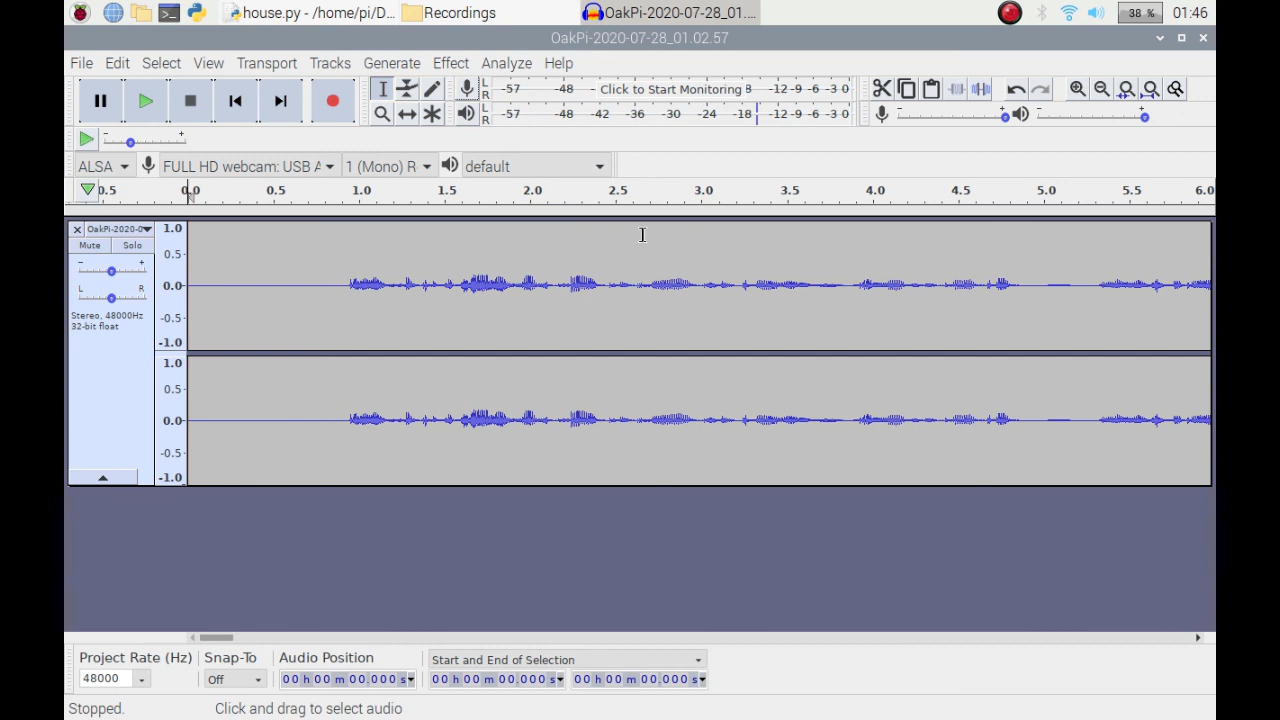 house.py - /home/pi/D... Recordings OakPi-2020-07-28_01.... 38 % 01:46
OakPi-2020-07-28_01.02.57
File Edit Select View Transport Tracks Generate Effect Analyze Help
L R -57 -48 - Click to Start Monitoring 8 -12 -9 -6 -3 0
L R -57 -48 -42 -36 -30 -24 -18 -12 -9 -6 -3 0
- +
- +
- +
ALSA FULL HD webcam: USB A 1 (Mono) R default
0.5 0.0 0.5 1.0 1.5 2.0 2.5 3.0 3.5 4.0 4.5 5.0 5.5 6.0
OakPi-2020-0
Mute Solo
- +
L R
Stereo, 48000Hz
32-bit float
1.0
0.5
0.0
-0.5
-1.0
1.0
0.5
0.0
-0.5
-1.0
Project Rate (Hz) Snap-To Audio Position Start and End of Selection
48000 Off 00 h 00 m 00.000 s 00 h 00 m 00.000 s 00 h 00 m 00.000 s
Stopped. Click and drag to select audio